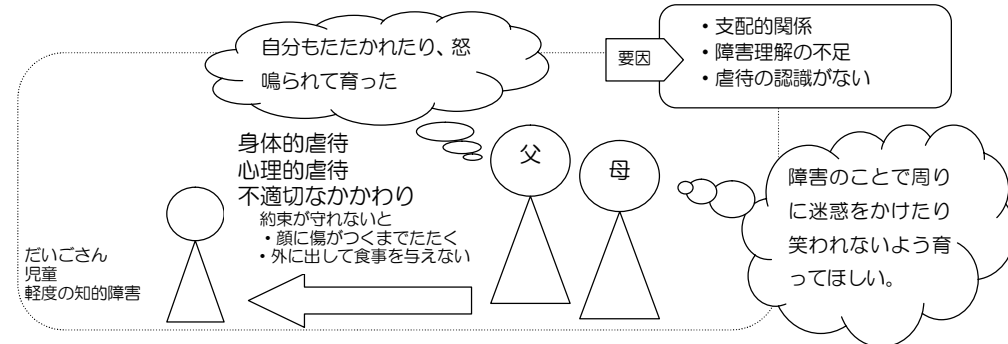 自分もたたかれたり、怒
鳴られて育った
要因
・支配的関係
・障害理解の不足
・虐待の認識がない
身体的虐待
心理的虐待
不適切なかかわり
約束が守れないと
・顔に傷がつくまでたたく
・外に出して食事を与えない
父
母
障害のことで周り
に迷惑をかけたり
笑われないよう育
ってほしい。
だいごさん
児童
軽度の知的障害